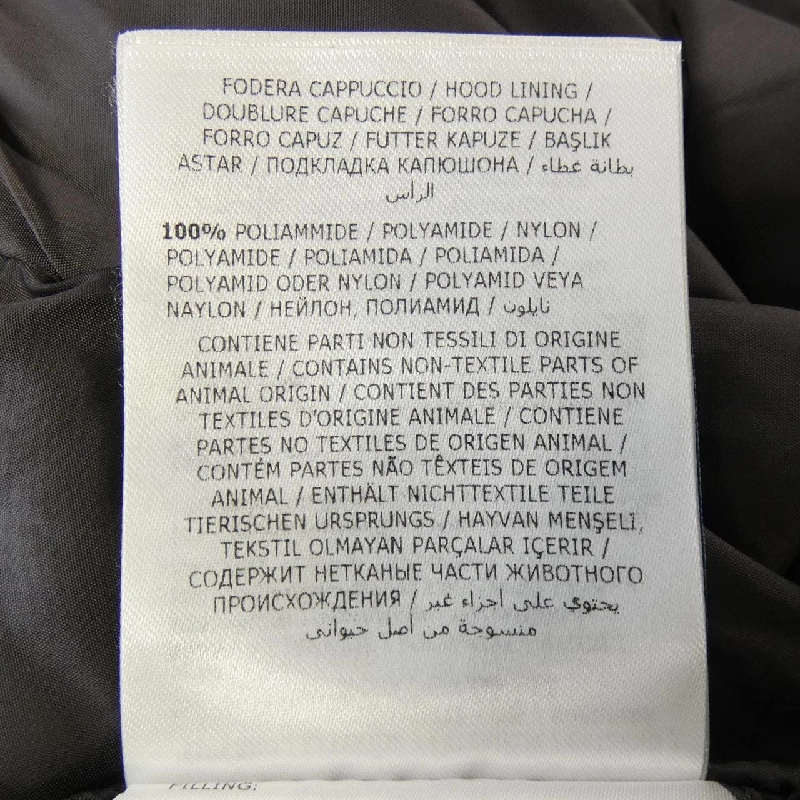 FODERA CAPPUCCIO / HOOD LINING /
DOUBLURE CAPUCHE / FORRO CAPUCHA /
FORRO CAPUZ / FUTTER KAPUZE / BAŞLIK
ASTAR / ПОДКЛАДКА КАПЮШОНА / بطانة غطاء
الرأس
100% POLIAMMIDE / POLYAMIDE / NYLON /
POLYAMIDE / POLIAMIDA / POLIAMIDA /
POLYAMID ODER NYLON / POLYAMID VEYA
NAYLON / НЕЙЛОН, ПОЛИАМИД / نايلون
CONTIENE PARTI NON TESSILI DI ORIGINE
ANIMALE / CONTAINS NON-TEXTILE PARTS OF
ANIMAL ORIGIN / CONTIENT DES PARTIES NON
TEXTILES D'ORIGINE ANIMALE / CONTIENE
PARTES NO TEXTILES DE ORIGEN ANIMAL /
CONTÉM PARTES NÃO TÊXTEIS DE ORIGEM
ANIMAL / ENTHÄLT NICHTTEXTILE TEILE
TIERISCHEN URSPRUNGS / HAYVAN MENŞELİ,
TEKSTIL OLMAYAN PARÇALAR IÇERIR /
СОДЕРЖИТ НЕТКАНЫЕ ЧАСТИ ЖИВОТНОГО
ПРОИСХОЖДЕНИЯ / يحتوي على أجزاء غير
منسوجة من أصل حيواني
FILLING: